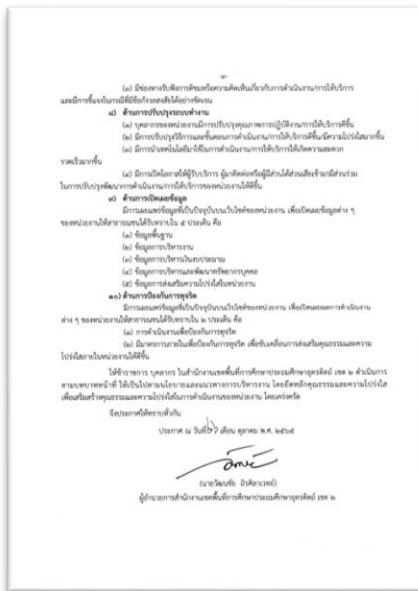 -๓-
(๓) มีช่องทางรับฟังการติชมหรือความคิดเห็นเกี่ยวกับการดำเนินงาน/การให้บริการ
และมีการชี้แจงในกรณีที่มีข้อกังวลสงสัยได้อย่างชัดเจน
๘) ด้านการปรับปรุงระบบทำงาน
(๑) บุคลากรของหน่วยงานมีการปรับปรุงคุณภาพการปฏิบัติงาน/การให้บริการดีขึ้น
(๒) มีการปรับปรุงวิธีการและขั้นตอนการดำเนินงาน/การให้บริการดีขึ้น/มีความโปร่งใสมากขึ้น
(๓) มีการนำเทคโนโลยีมาใช้ในการดำเนินงาน/การให้บริการให้เกิดความสะดวก
รวดเร็วมากขึ้น
(๔) มีการเปิดโอกาสให้ผู้รับบริการ ผู้มาติดต่อหรือผู้มีส่วนได้ส่วนเสียเข้ามามีส่วนร่วม
ในการปรับปรุงพัฒนาการดำเนินงาน/การให้บริการของหน่วยงานให้ดีขึ้น
๙) ด้านการเปิดเผยข้อมูล
มีการเผยแพร่ข้อมูลที่เป็นปัจจุบันบนเว็บไซต์ของหน่วยงาน เพื่อเปิดเผยข้อมูลต่าง ๆ
ของหน่วยงานให้สาธารณชนได้รับทราบใน ๕ ประเด็น คือ
(๑) ข้อมูลพื้นฐาน
(๒) ข้อมูลการบริหารงาน
(๓) ข้อมูลการบริหารเงินงบประมาณ
(๔) ข้อมูลการบริหารและพัฒนาทรัพยากรบุคคล
(๕) ข้อมูลการส่งเสริมความโปร่งใสในหน่วยงาน
๑๐) ด้านการป้องกันการทุจริต
มีการเผยแพร่ข้อมูลที่เป็นปัจจุบันบนเว็บไซต์ของหน่วยงาน เพื่อเปิดเผยผลการดำเนินงาน
ต่าง ๆ ของหน่วยงานให้สาธารณชนได้รับทราบใน ๒ ประเด็น คือ
(๑) การดำเนินงานเพื่อป้องกันการทุจริต
(๒) มีมาตรการภายในเพื่อป้องกันการทุจริต เพื่อขับเคลื่อนการส่งเสริมคุณธรรมและความ
โปร่งใสภายในหน่วยงานให้ดีขึ้น
ให้ข้าราชการ บุคลากร ในสำนักงานเขตพื้นที่การศึกษาประถมศึกษาอุตรดิตถ์ เขต ๒ ดำเนินการ
ตามบทบาทหน้าที่ ให้เป็นไปตามนโยบายและแนวทางการบริหารงาน โดยยึดหลักคุณธรรมและความโปร่งใส
เพื่อเสริมสร้างคุณธรรมและความโปร่งใสในการดำเนินงานของหน่วยงาน โดยเคร่งครัด
จึงประกาศให้ทราบทั่วกัน
ประกาศ ณ วันที่ ๒๖ เดือน ตุลาคม พ.ศ. ๒๕๖๕
(นายวัฒนชัย ถิรศิลาเวทย์)
ผู้อำนวยการสำนักงานเขตพื้นที่การศึกษาประถมศึกษาอุตรดิตถ์ เขต ๒